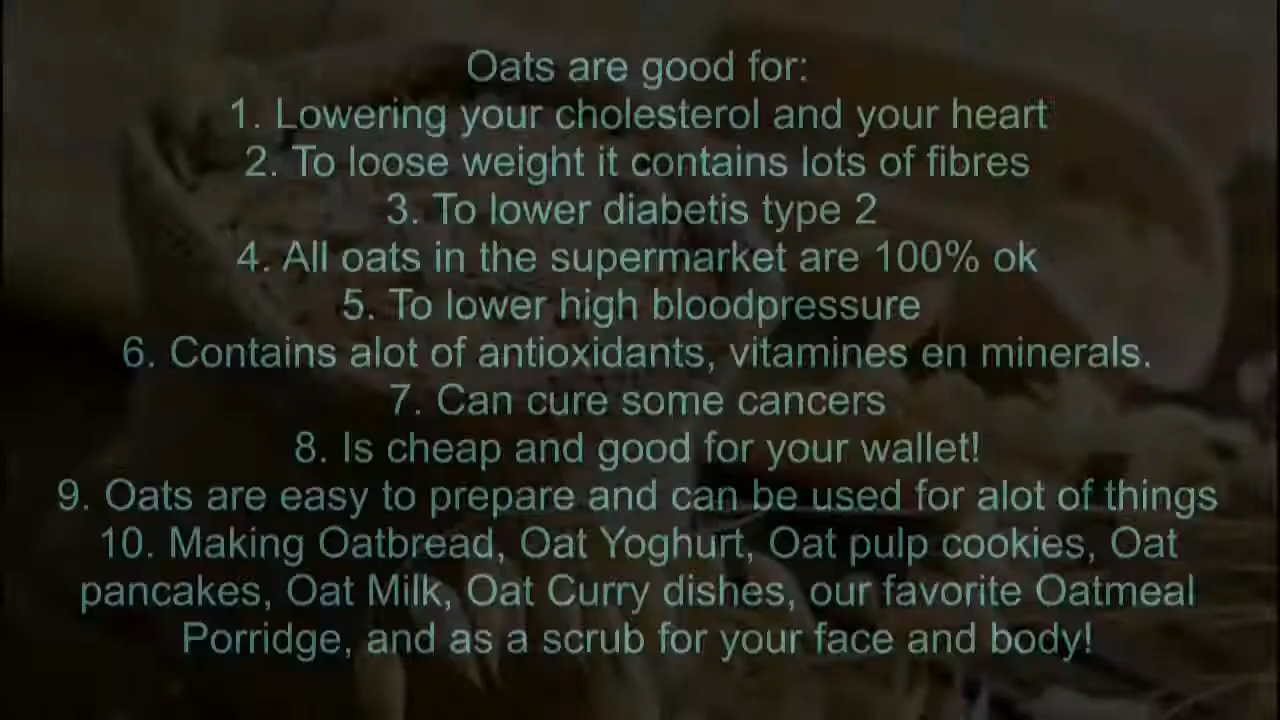 Oats are good for:
1. Lowering your cholesterol and your heart
2. To loose weight it contains lots of fibres
3. To lower diabetis type 2
4. All oats in the supermarket are 100% ok
5. To lower high bloodpressure
6. Contains alot of antioxidants, vitamines en minerals.
7. Can cure some cancers
8. Is cheap and good for your wallet!
9. Oats are easy to prepare and can be used for alot of things
10. Making Oatbread, Oat Yoghurt, Oat pulp cookies, Oat
pancakes, Oat Milk, Oat Curry dishes, our favorite Oatmeal
Porridge, and as a scrub for your face and body!